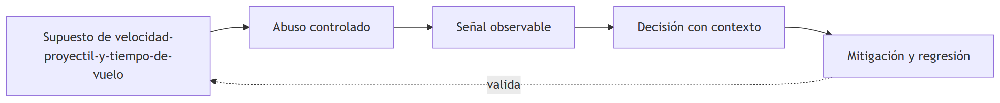 Supuesto de velocidad-
proyectil-y-tiempo-de-
vuelo
Abuso controlado
Señal observable
Decisión con contexto
Mitigación y regresión
valida